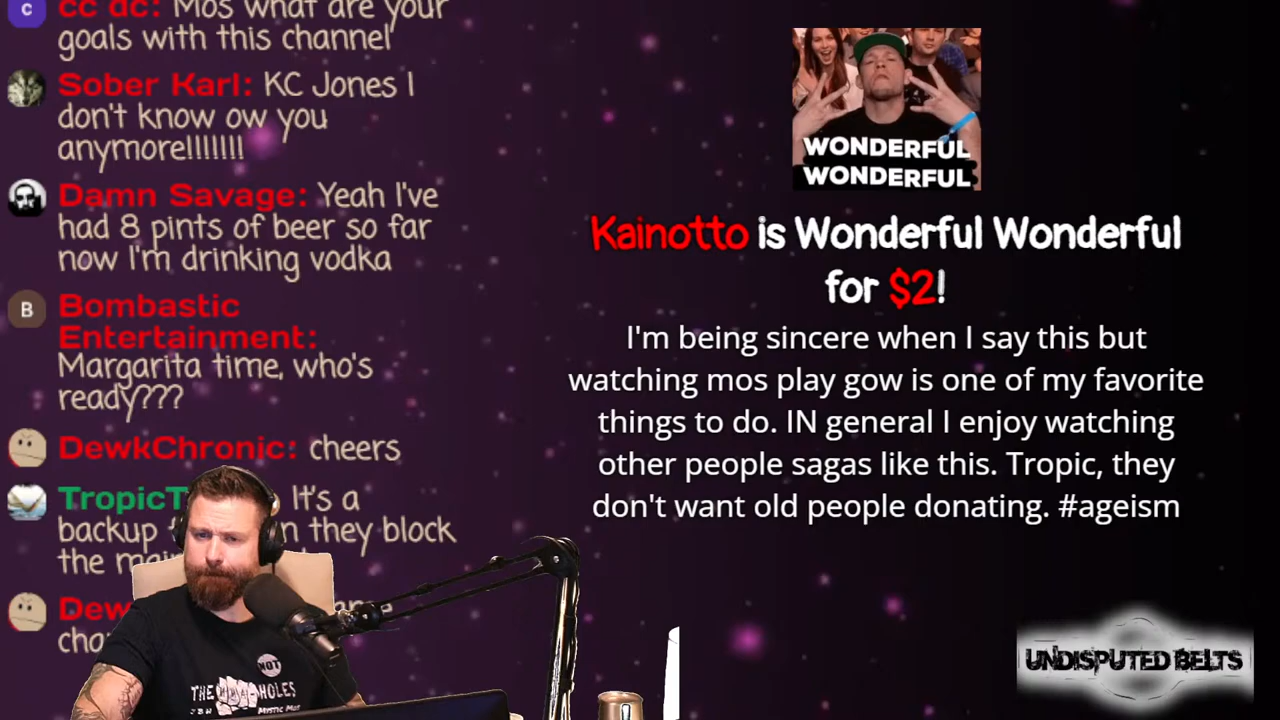 C
cc dc: Mos what are your
goals with this channel
Sober Karl: KC Jones I
don't know ow you
anymore!!!!!!!
Damn Savage: Yeah I've
had 8 pints of beer so far
now I'm drinking vodka
B
Bombastic
Entertainment:
Margarita time, who's
ready???
DewkChronic: cheers
It's a
backup
they block
the
WONDERFUL
WONDERFUL
Kainotto is Wonderful Wonderful
for $2!
I'm being sincere when I say this but
watching mos play gow is one of my favorite
things to do. IN general I enjoy watching
other people sagas like this. Tropic, they
don't want old people donating. #ageism
NOT
THE HOLES
UNDISPUTED BELTS